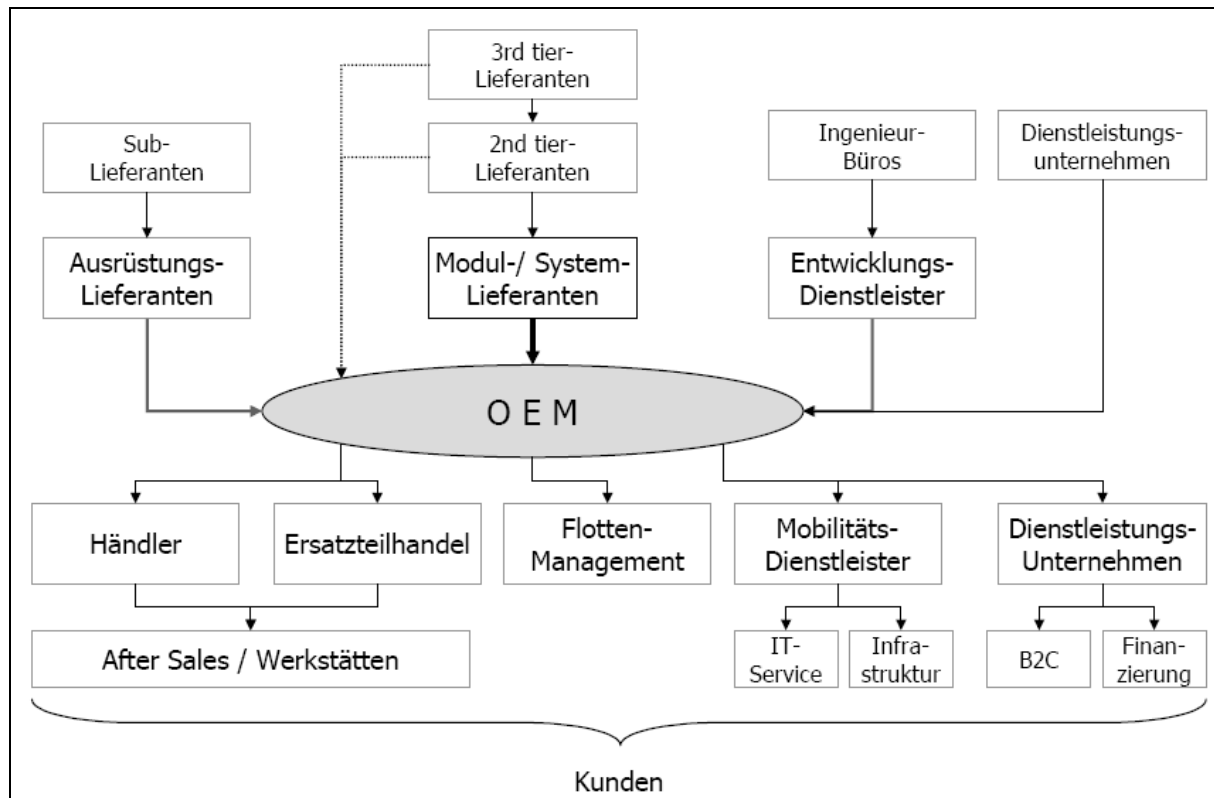 3rd tier-
Lieferanten
Sub-
Lieferanten
2nd tier-
Lieferanten
Ingenieur-
Büros
Dienstleistungs-
unternehmen
Ausrüstungs-
Lieferanten
Modul-/ System-
Lieferanten
Entwicklungs-
Dienstleister
O E M
Händler
Ersatzteilhandel
Flotten-
Management
Mobilitäts-
Dienstleister
Dienstleistungs-
Unternehmen
After Sales / Werkstätten
IT-
Service
Infra-
struktur
B2C
Finan-
zierung
Kunden